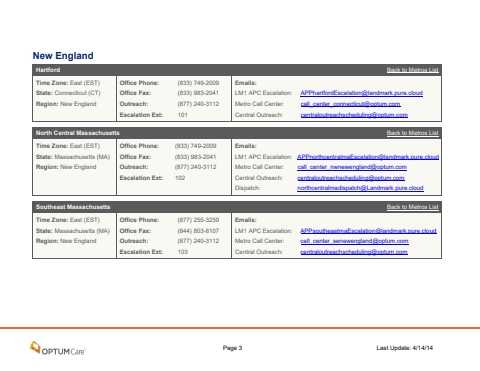 New England
Hartford Back to Metros List
Time Zone: East (EST) Office Phone: (833) 749-2009 Emails:
State: Connecticut (CT) Office Fax: (833) 983-2041 LM1 APC Escalation: APPhartfordEscalation@landmark.pure.cloud
Region: New England Outreach: (877) 240-3112 Metro Call Center: call_center_connecticut@optum.com
Escalation Ext: 101 Central Outreach: centraloutreachscheduling@optum.com
North Central Massachusetts Back to Metros List
Time Zone: East (EST) Office Phone: (833) 749-2009 Emails:
State: Massachusetts (MA) Office Fax: (833) 983-2041 LM1 APC Escalation: APPnorthcentralmaEscalation@landmark.pure.cloud
Region: New England Outreach: (877) 240-3112 Metro Call Center: call_center_newengland@optum.com
Escalation Ext: 102 Central Outreach: centraloutreachscheduling@optum.com
Dispatch: northcentralmadispatch@Landmark.pure.cloud
Southeast Massachusetts Back to Metros List
Time Zone: East (EST) Office Phone: (877) 255-3259 Emails:
State: Massachusetts (MA) Office Fax: (844) 803-8107 LM1 APC Escalation: APPsoutheastmaEscalation@landmark.pure.cloud
Region: New England Outreach: (877) 240-3112 Metro Call Center: call_center_senewengland@optum.com
Escalation Ext: 103 Central Outreach: centraloutreachscheduling@optum.com
OPTUMCare Page 3 Last Update: 4/14/14